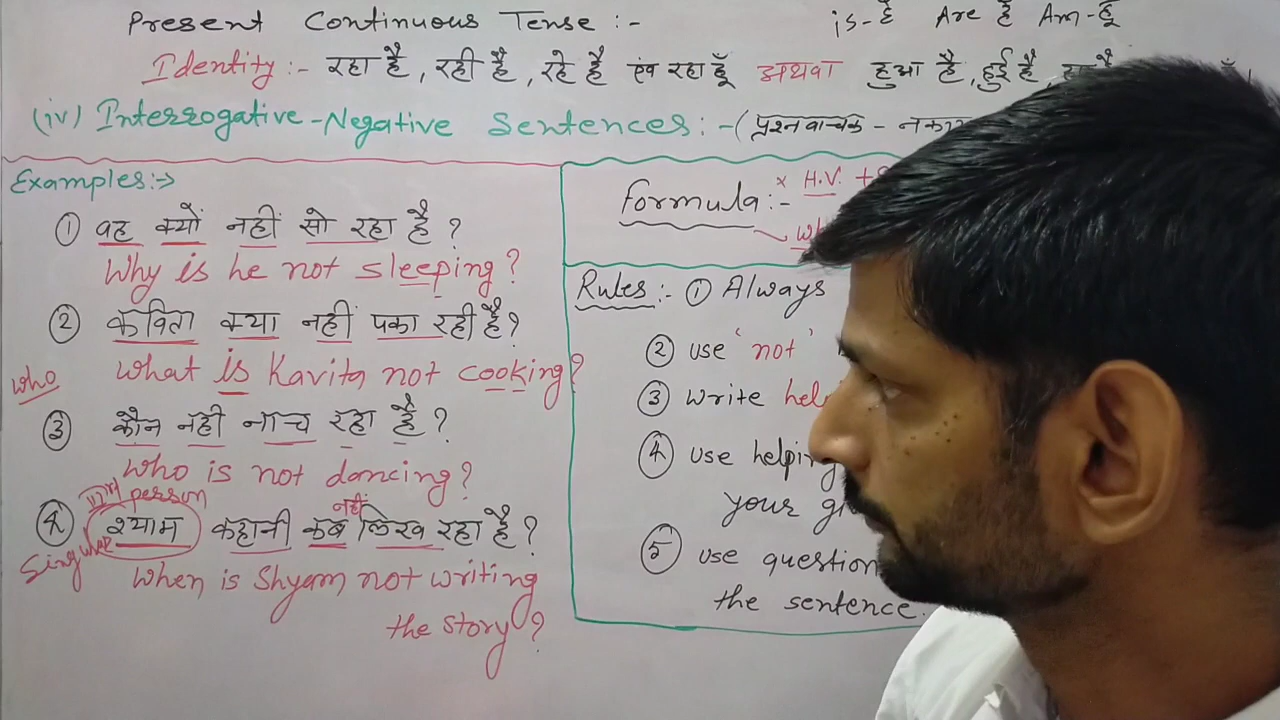 Present Continuous Tense :- is-है Are हैं Am-हूँ
Identity :- रहा है, रही है, रहे है एंव रहा हूँ अथवा हुआ है, हुई है,
(iv) Interrogative-Negative Sentences :- (प्रश्नवाचक -
Examples:->
① वह क्यों नहीं सो रहा है ?
Why is he not sleeping ?
② कविता क्या नहीं पका रही है ?
What is Kavita not cooking ?
who
③ कौन नहीं नाच रहा है ?
Who is not dancing ?
IIIrd person
नहीं
④ श्याम कहानी कब लिख रहा है ?
Singular
When is Shyam not writing
the story ?
Formula :- × H.V. +
Rules :- ① Always
② use 'not'
③ write
④ use helping
your
⑤ use question
the sentence.